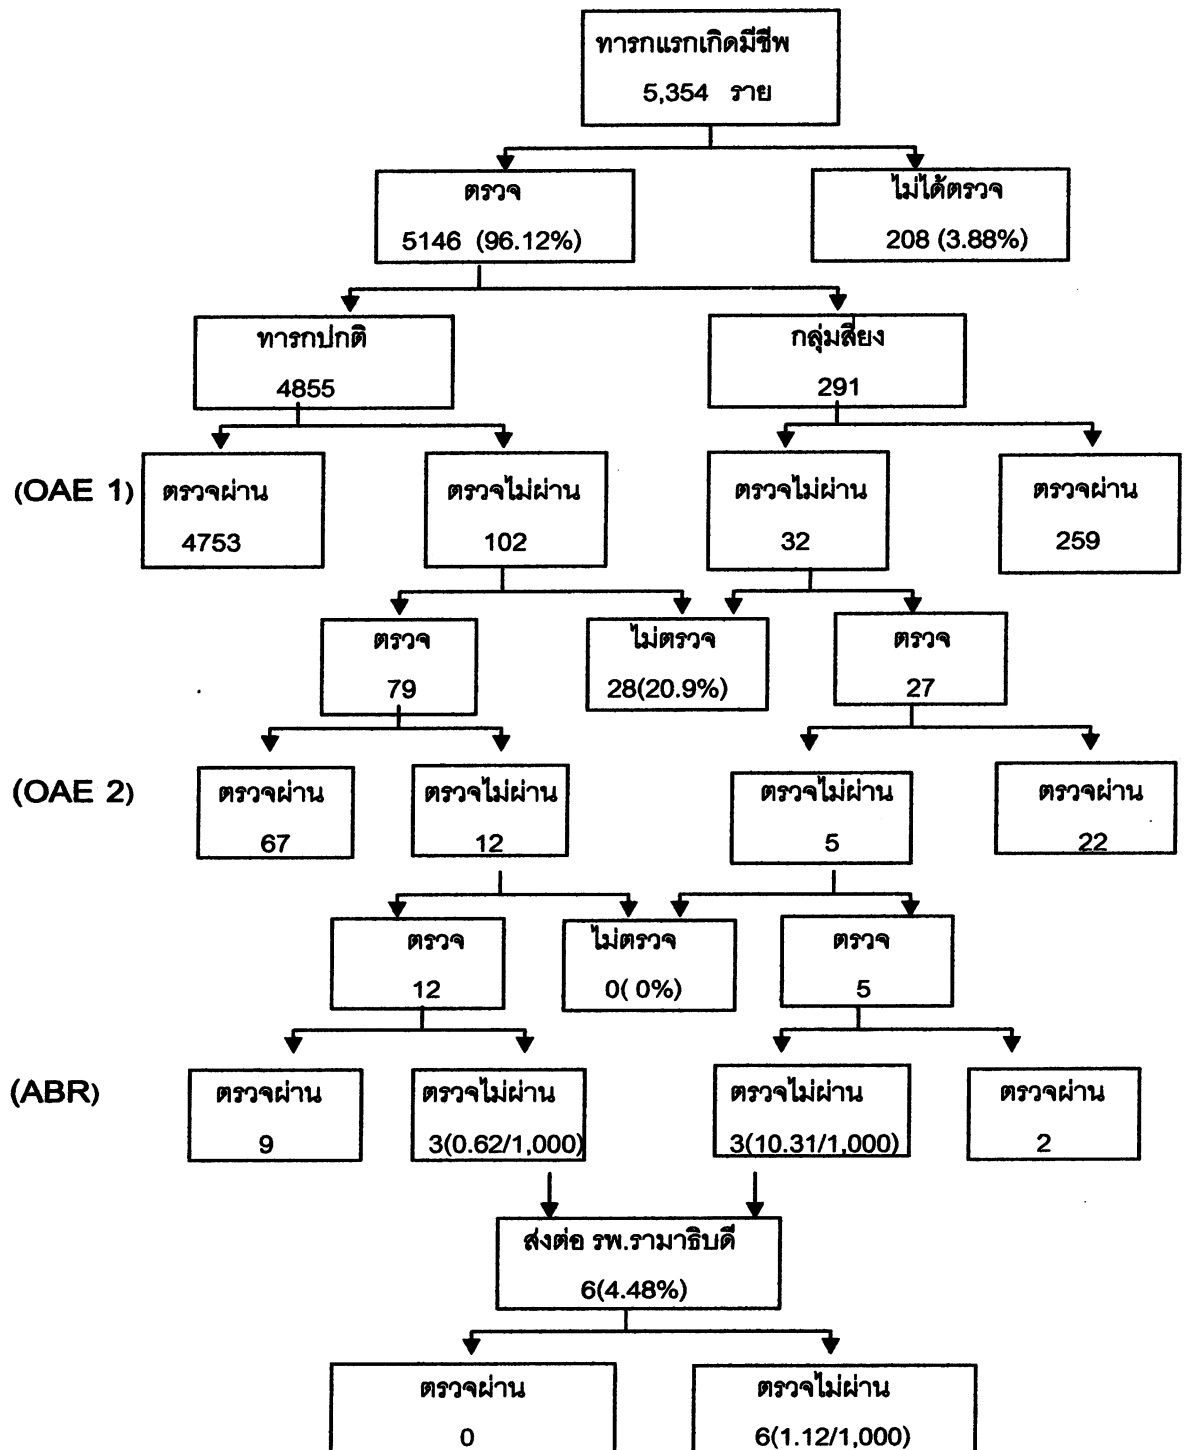 ทารกแรกเกิดมีชีพ
5,354 ราย
ตรวจ
5146 (96.12%)
ไม่ได้ตรวจ
208 (3.88%)
ทารกปกติ
4855
กลุ่มเสี่ยง
291
(OAE 1)
ตรวจผ่าน
4753
ตรวจไม่ผ่าน
102
ตรวจไม่ผ่าน
32
ตรวจผ่าน
259
ตรวจ
79
ไม่ตรวจ
28(20.9%)
ตรวจ
27
(OAE 2)
ตรวจผ่าน
67
ตรวจไม่ผ่าน
12
ตรวจไม่ผ่าน
5
ตรวจผ่าน
22
ตรวจ
12
ไม่ตรวจ
0( 0%)
ตรวจ
5
(ABR)
ตรวจผ่าน
9
ตรวจไม่ผ่าน
3(0.62/1,000)
ตรวจไม่ผ่าน
3(10.31/1,000)
ตรวจผ่าน
2
ส่งต่อ รพ.รามาธิบดี
6(4.48%)
ตรวจผ่าน
0
ตรวจไม่ผ่าน
6(1.12/1,000)